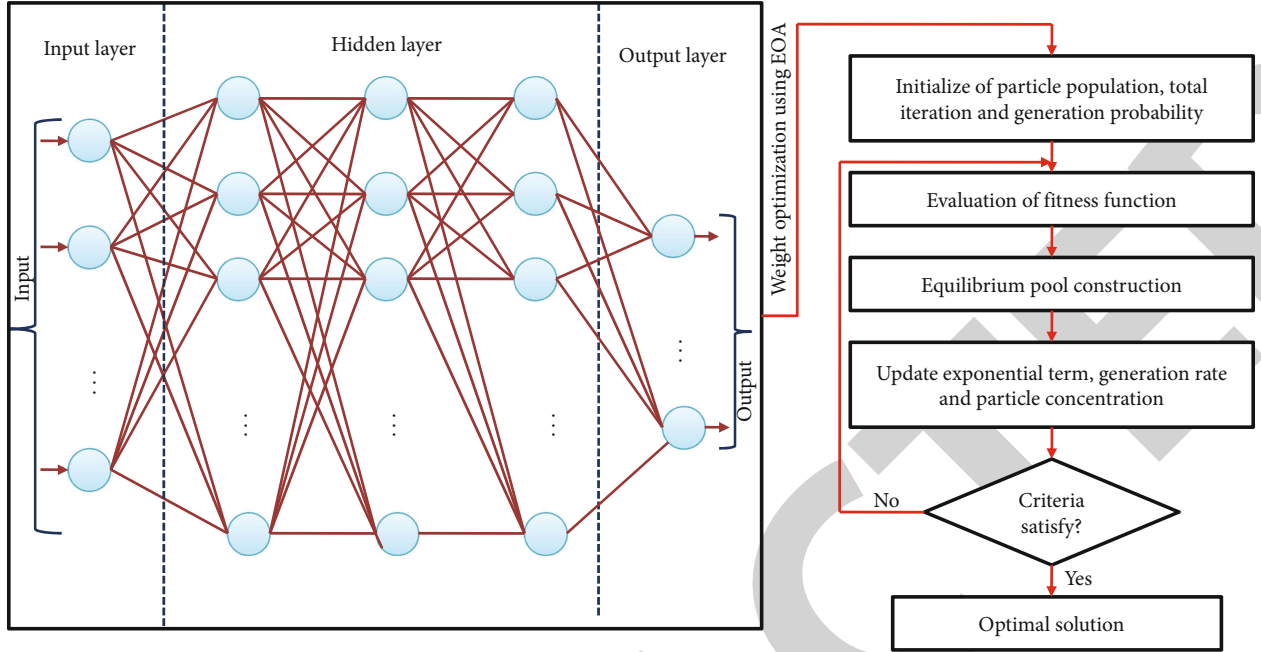 Input layer
Hidden layer
Output layer
Input
Output
Weight optimization using EOA
Initialize of particle population, total
iteration and generation probability
Evaluation of fitness function
Equilibrium pool construction
Update exponential term, generation rate
and particle concentration
Criteria
satisfy?
No
Yes
Optimal solution